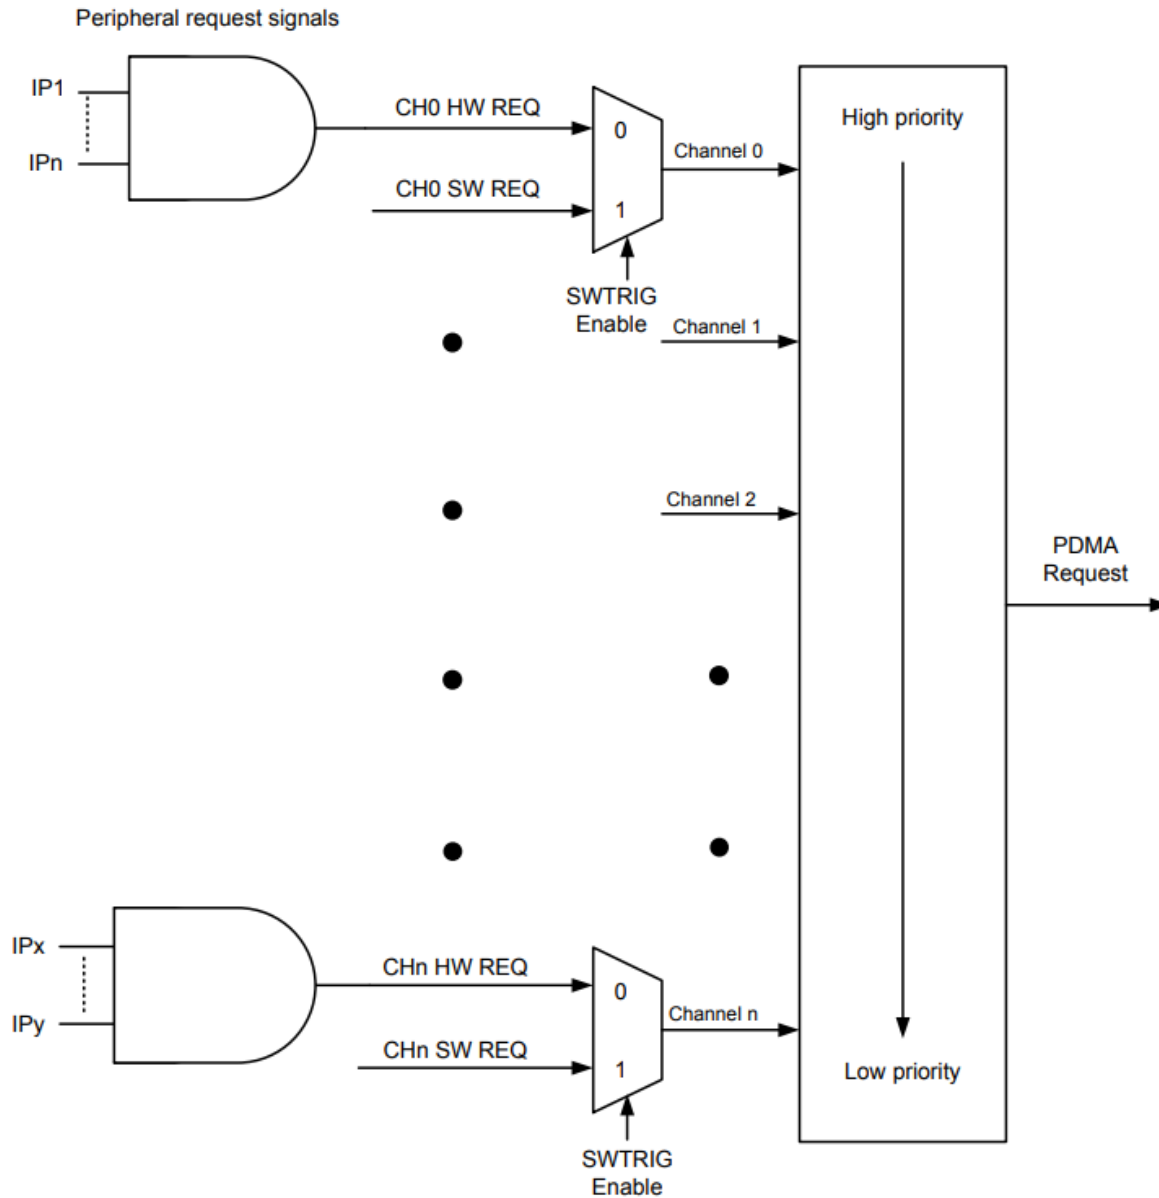 Peripheral request signals
IP1
IPn
CH0 HW REQ
CH0 SW REQ
0
1
SWTRIG
Enable
Channel 0
Channel 1
Channel 2
High priority
Low priority
PDMA
Request
IPx
IPy
CHn HW REQ
CHn SW REQ
0
1
SWTRIG
Enable
Channel n